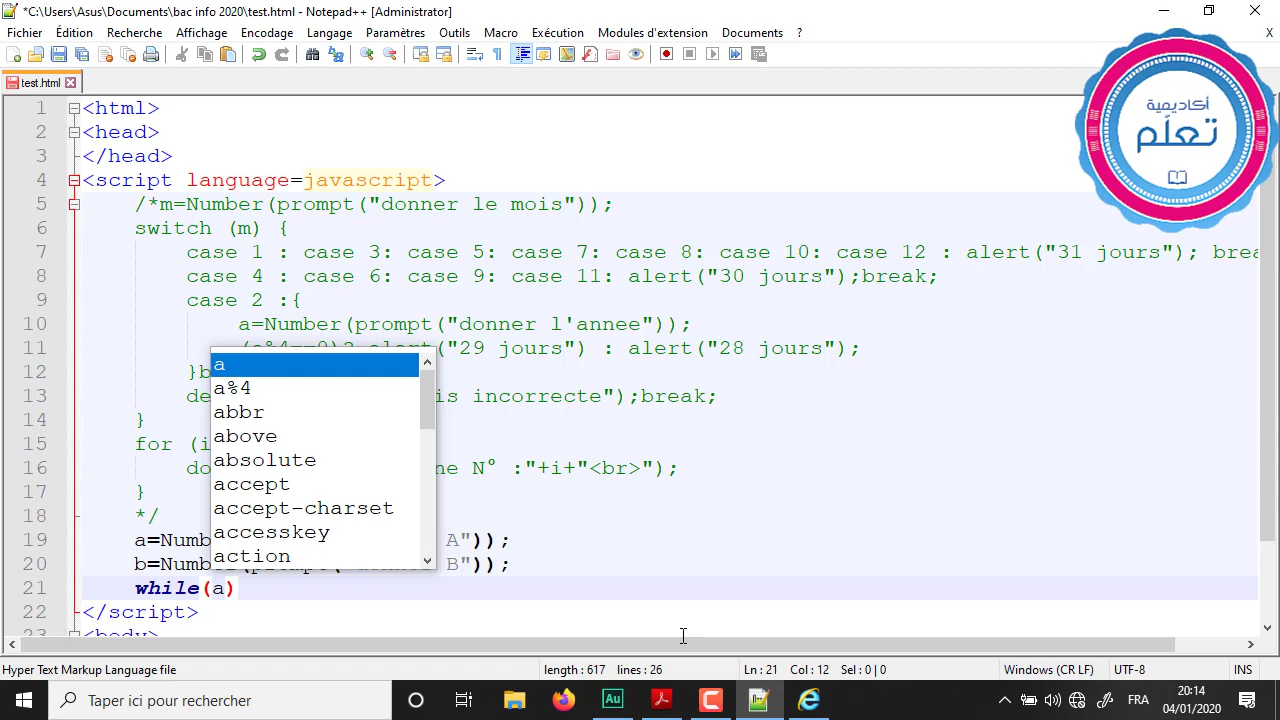 *C:\Users\Asus\Documents\bac info 2020\test.html - Notepad++ [Administrator]
Fichier Édition Recherche Affichage Encodage Langage Paramètres Outils Macro Exécution Modules d'extension Documents ? X
test.html
أكاديمية
تعلّم
1 <html>
2 <head>
3 </head>
4 <script language=javascript>
5 /*m=Number(prompt("donner le mois"));
6 switch (m) {
7 case 1 : case 3: case 5: case 7: case 8: case 10: case 12 : alert("31 jours"); brea
8 case 4 : case 6: case 9: case 11: alert("30 jours");break;
9 case 2 :{
10 a=Number(prompt("donner l'annee"));
11 (a%4==0)? alert("29 jours") : alert("28 jours");
12 }b
13 de is incorrecte");break;
14 }
15 for (i
16 do ne N° :"+i+"<br>");
17 }
18 */
19 a=Numb A"));
20 b=Number(prompt( B"));
21 while(a)
22 </script>
23 <body>
a
a%4
abbr
above
absolute
accept
accept-charset
accesskey
action
Hyper Text Markup Language file length : 617 lines : 26 Ln : 21 Col : 12 Sel : 0 | 0 Windows (CR LF) UTF-8 INS
Taper ici pour rechercher Au FRA 20:14
04/01/2020